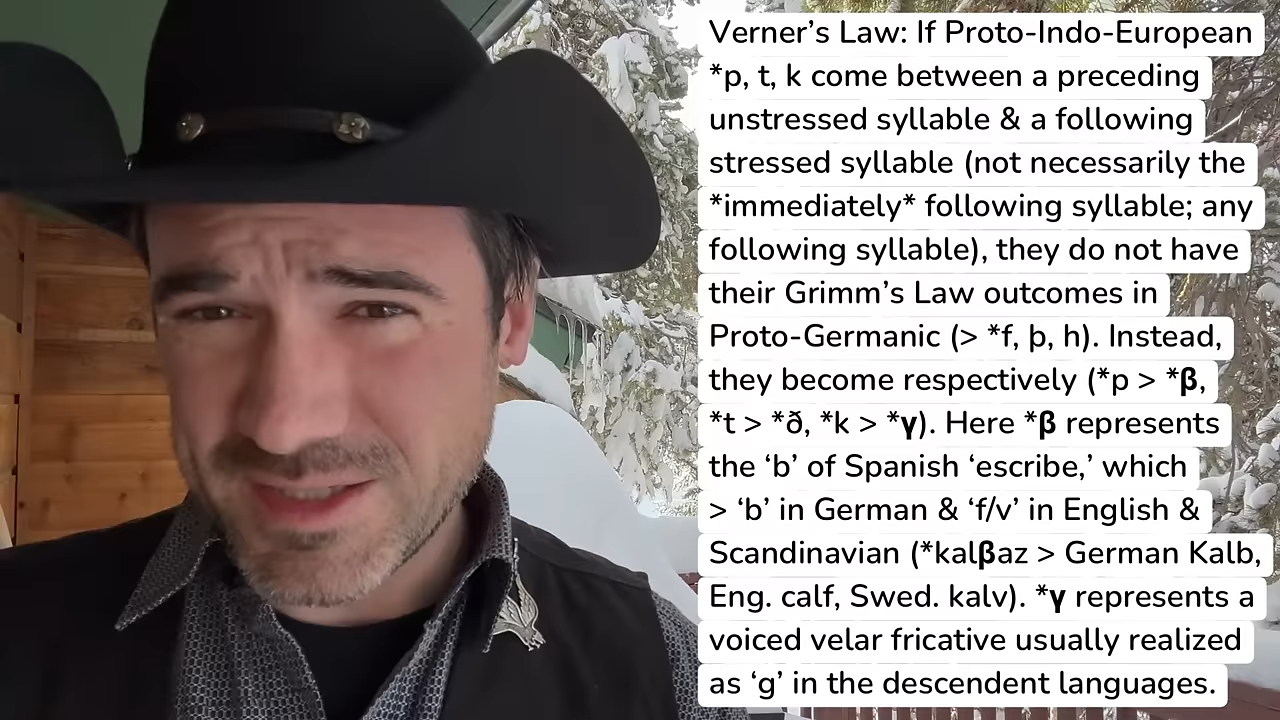 Verner’s Law: If Proto-Indo-European
*p, t, k come between a preceding
unstressed syllable & a following
stressed syllable (not necessarily the
*immediately* following syllable; any
following syllable), they do not have
their Grimm’s Law outcomes in
Proto-Germanic (> *f, þ, h). Instead,
they become respectively (*p > *β,
*t > *ð, *k > *γ). Here *β represents
the ‘b’ of Spanish ‘escribe,’ which
> ‘b’ in German & ‘f/v’ in English &
Scandinavian (*kalβaz > German Kalb,
Eng. calf, Swed. kalv). *γ represents a
voiced velar fricative usually realized
as ‘g’ in the descendent languages.